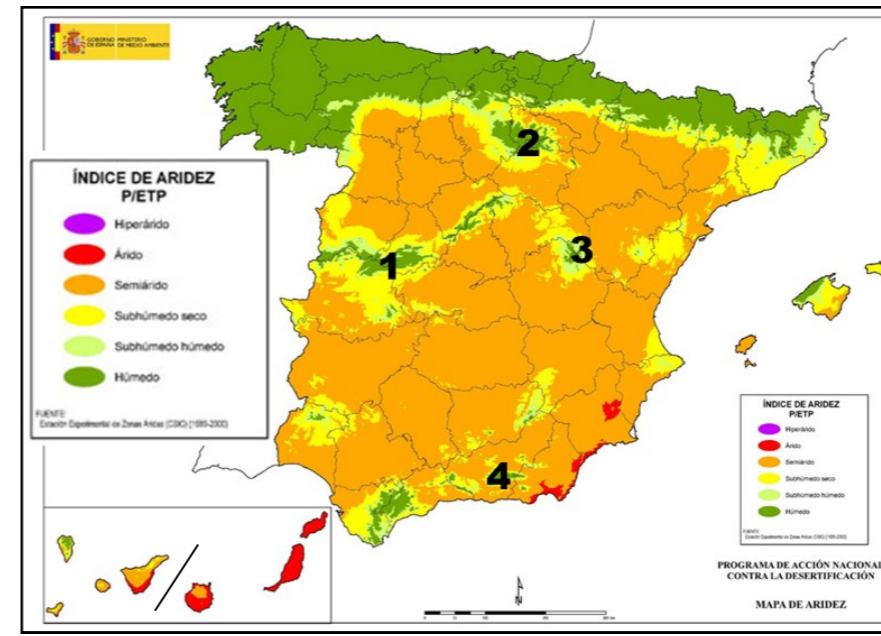 GOBIERNO MINISTERIO
DE ESPAÑA DE MEDIO AMBIENTE
ÍNDICE DE ARIDEZ
P/ETP
Hiperárido
Árido
Semiárido
Subhúmedo seco
Subhúmedo húmedo
Húmedo
FUENTE:
Estación Experimental de Zonas Áridas (CSIC)
1
2
3
4
ÍNDICE DE ARIDEZ
P/ETP
Hiperárido
Árido
Semiárido
Subhúmedo seco
Subhúmedo húmedo
Húmedo
N
PROGRAMA DE ACCIÓN NACIONAL
CONTRA LA DESERTIFICACIÓN
MAPA DE ARIDEZ